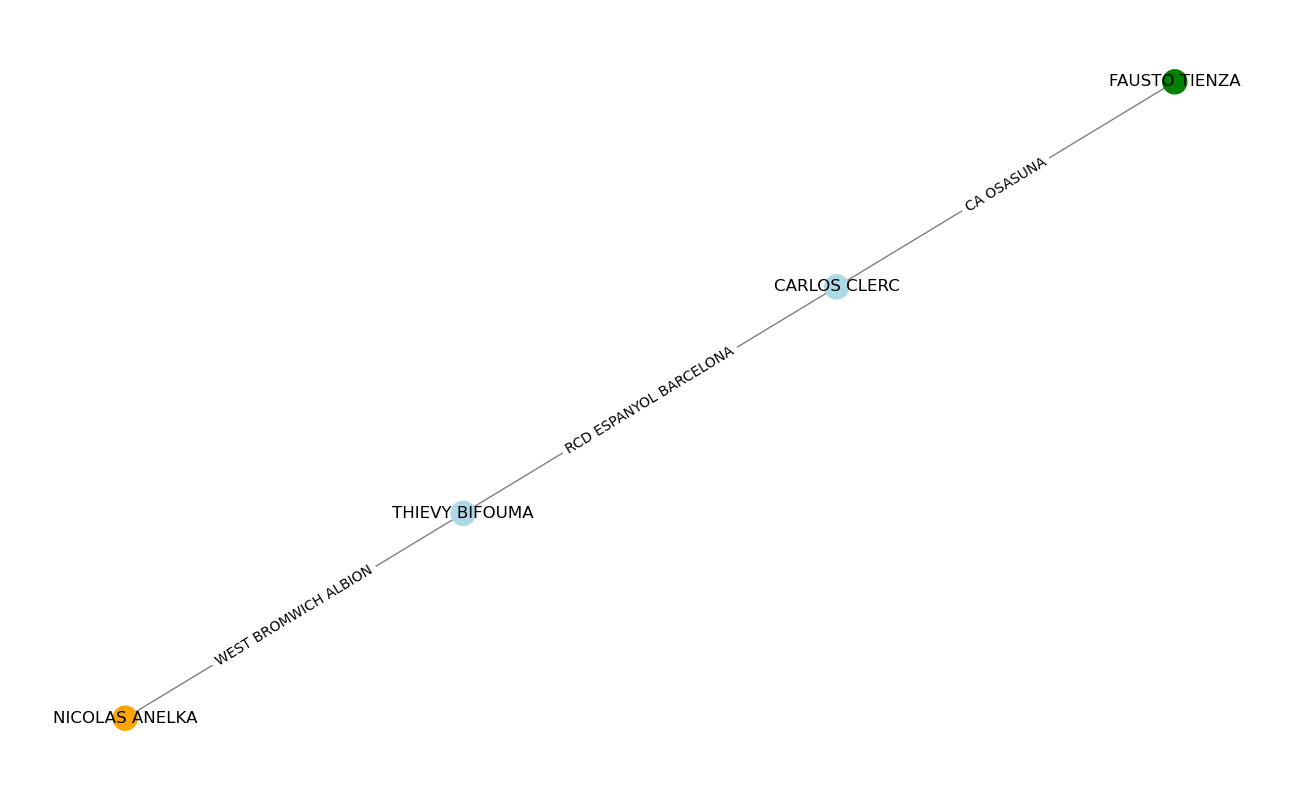 FAUSTO TIENZA
CA OSASUNA
CARLOS CLERC
RCD ESPANYOL BARCELONA
THIEVY BIFOUMA
WEST BROMWICH ALBION
NICOLAS ANELKA